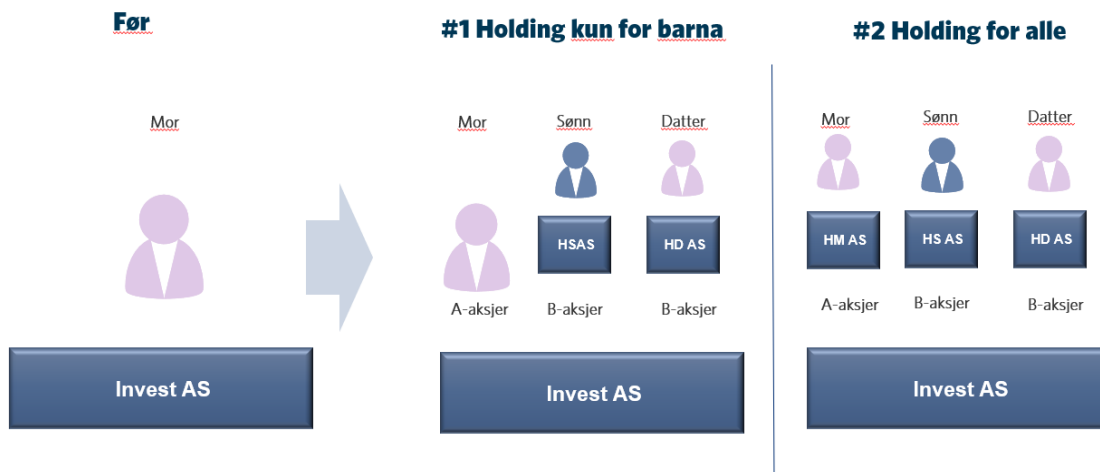 Før
Mor
Invest AS
#1 Holding kun for barna
Mor Sønn Datter
HSAS HD AS
A-aksjer B-aksjer B-aksjer
Invest AS
#2 Holding for alle
Mor Sønn Datter
HM AS HS AS HD AS
A-aksjer B-aksjer B-aksjer
Invest AS